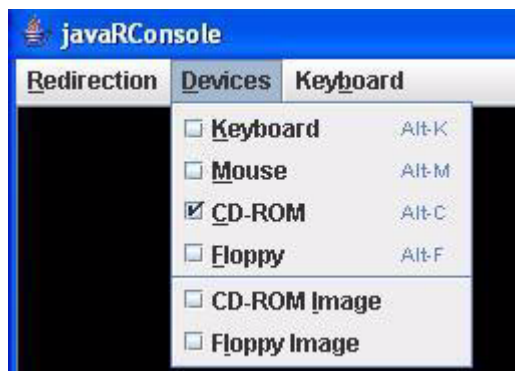 javaRConsole
Redirection Devices Keyboard
Keyboard Alt-K
Mouse Alt-M
CD-ROM Alt-C
Floppy Alt-F
CD-ROM Image
Floppy Image